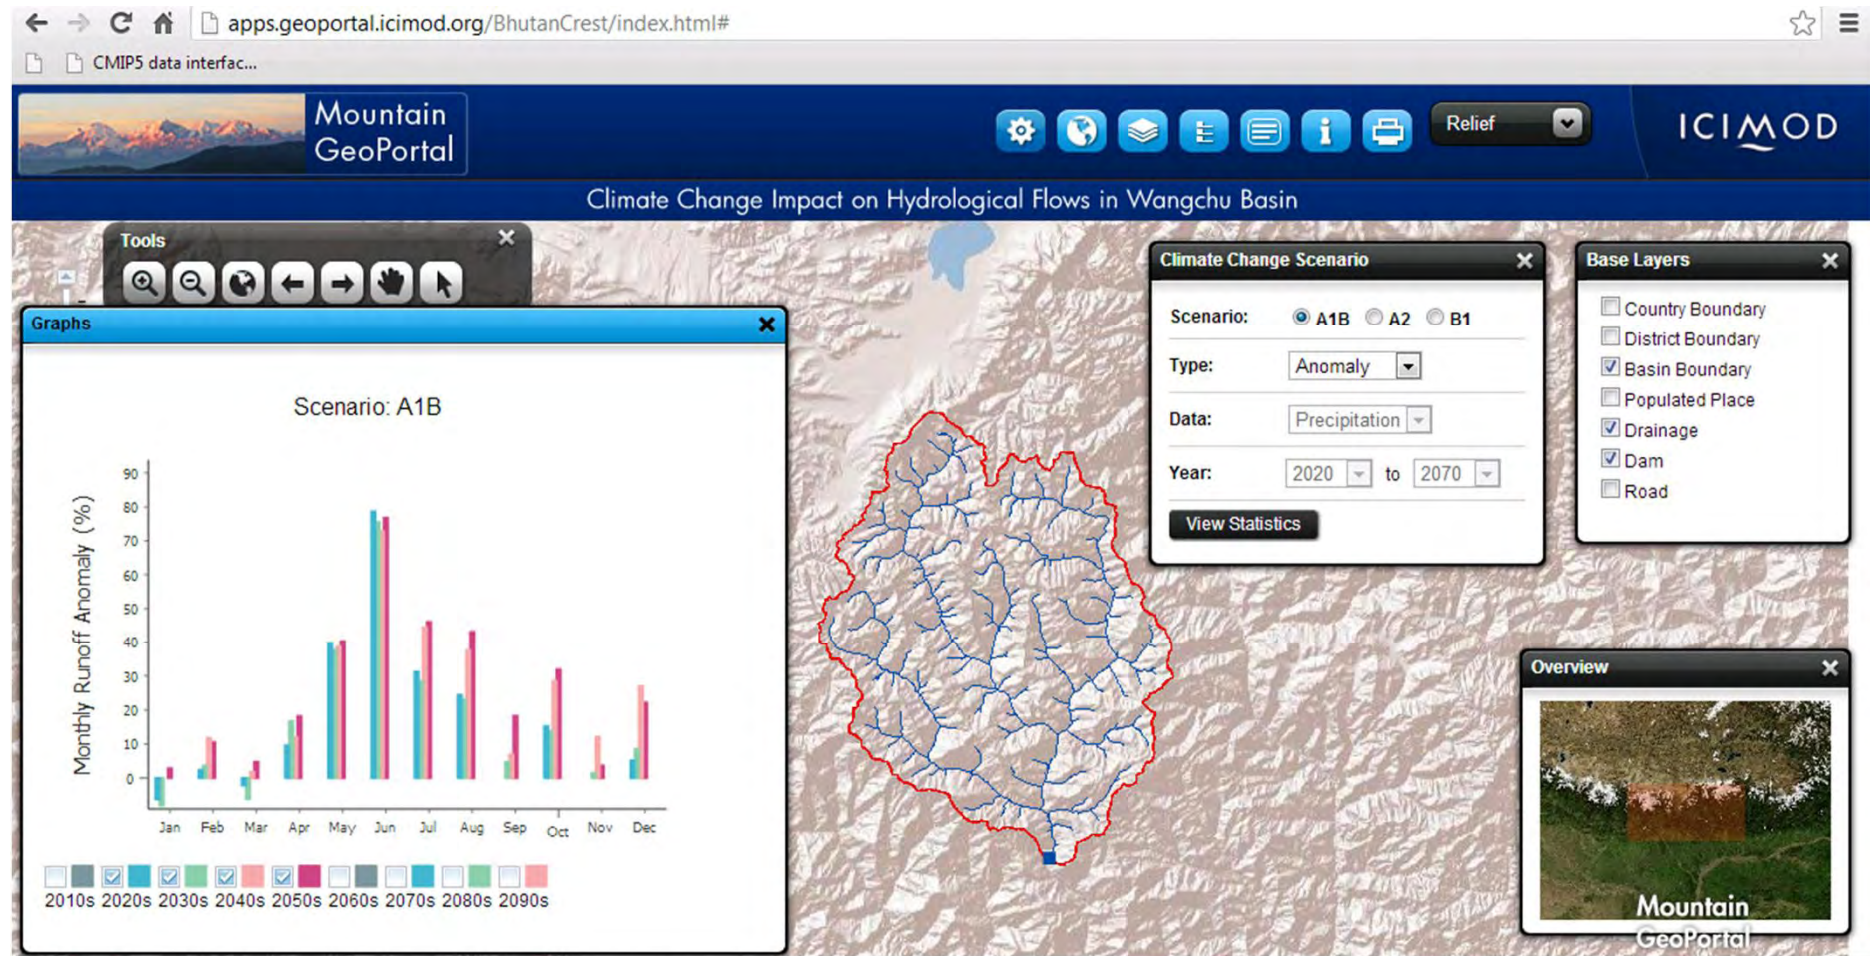 apps.geoportal.icimod.org/BhutanCrest/index.html#
CMIP5 data interfac...
Mountain
GeoPortal
Relief
ICIMOD
Climate Change Impact on Hydrological Flows in Wangchu Basin
Tools
Graphs
Scenario: A1B
Monthly Runoff Anomaly (%)
90
80
70
60
50
40
30
20
10
0
Jan Feb Mar Apr May Jun Jul Aug Sep Oct Nov Dec
2010s 2020s 2030s 2040s 2050s 2060s 2070s 2080s 2090s
Climate Change Scenario
Scenario: A1B A2 B1
Type: Anomaly
Data: Precipitation
Year: 2020 to 2070
View Statistics
Base Layers
Country Boundary
District Boundary
Basin Boundary
Populated Place
Drainage
Dam
Road
Overview
Mountain
GeoPortal